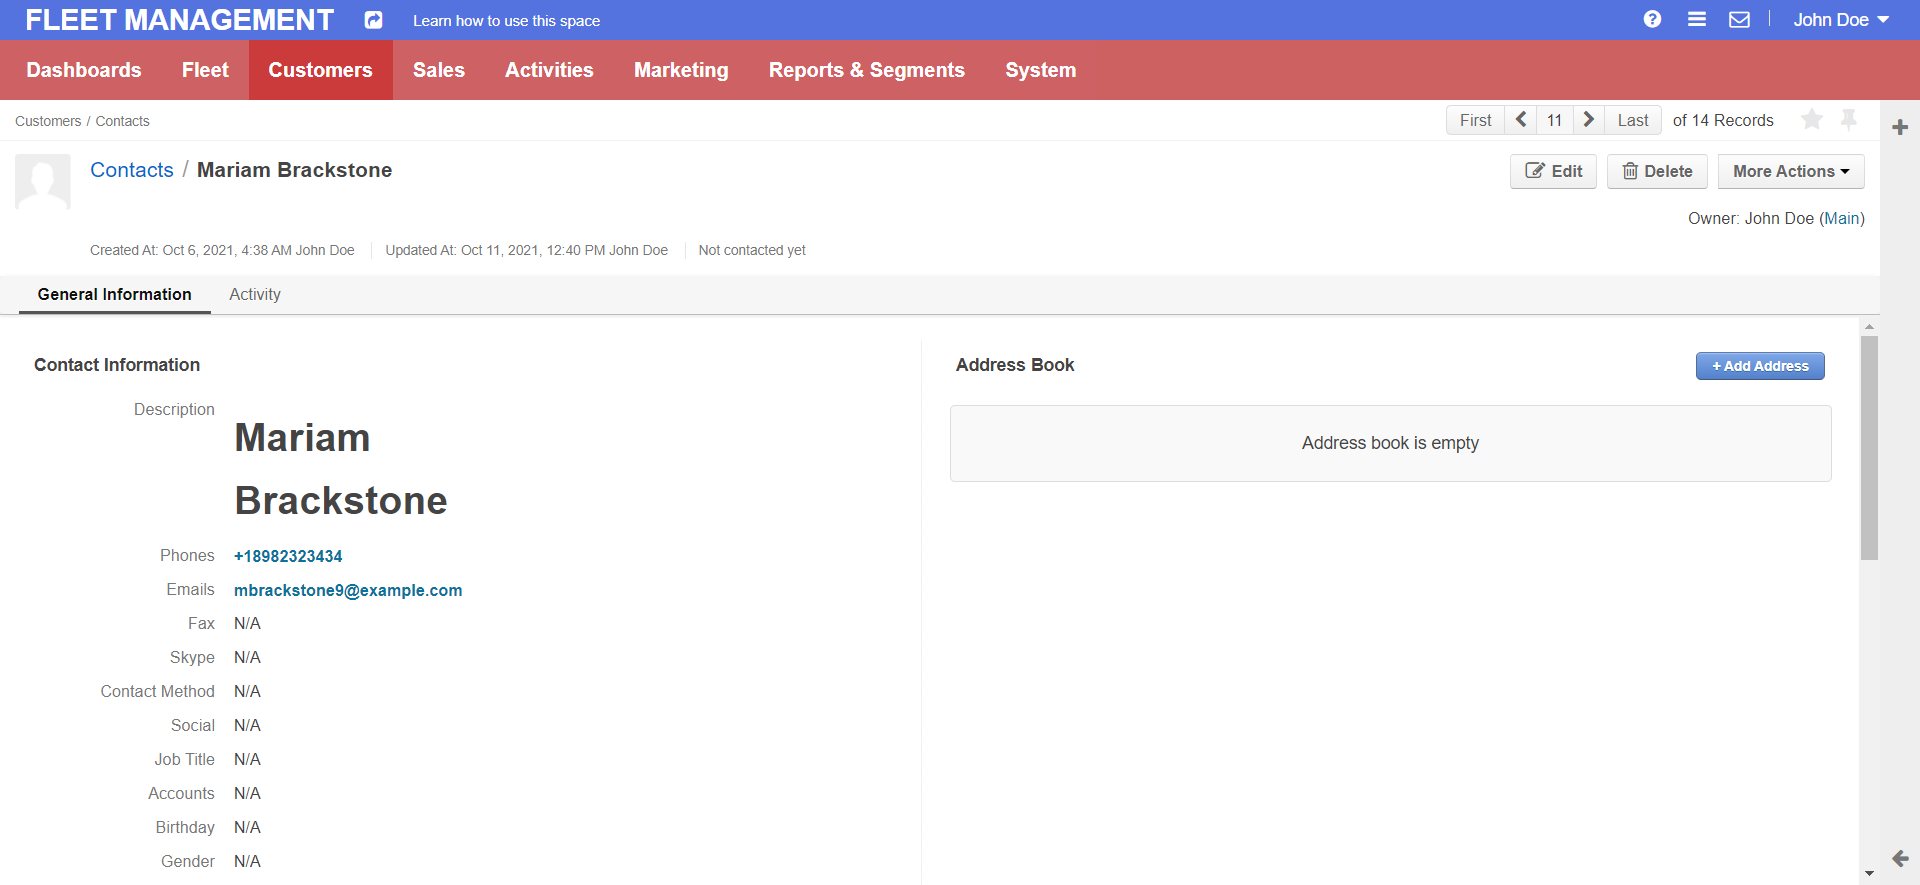 FLEET MANAGEMENT Learn how to use this space John Doe
Dashboards Fleet Customers Sales Activities Marketing Reports & Segments System
Customers / Contacts First 11 Last of 14 Records
Contacts / Mariam Brackstone Edit Delete More Actions
Owner: John Doe (Main)
Created At: Oct 6, 2021, 4:38 AM John Doe Updated At: Oct 11, 2021, 12:40 PM John Doe Not contacted yet
General Information Activity
Contact Information
Description Mariam
Brackstone
Phones +18982323434
Emails mbrackstone9@example.com
Fax N/A
Skype N/A
Contact Method N/A
Social N/A
Job Title N/A
Accounts N/A
Birthday N/A
Gender N/A
Address Book + Add Address
Address book is empty